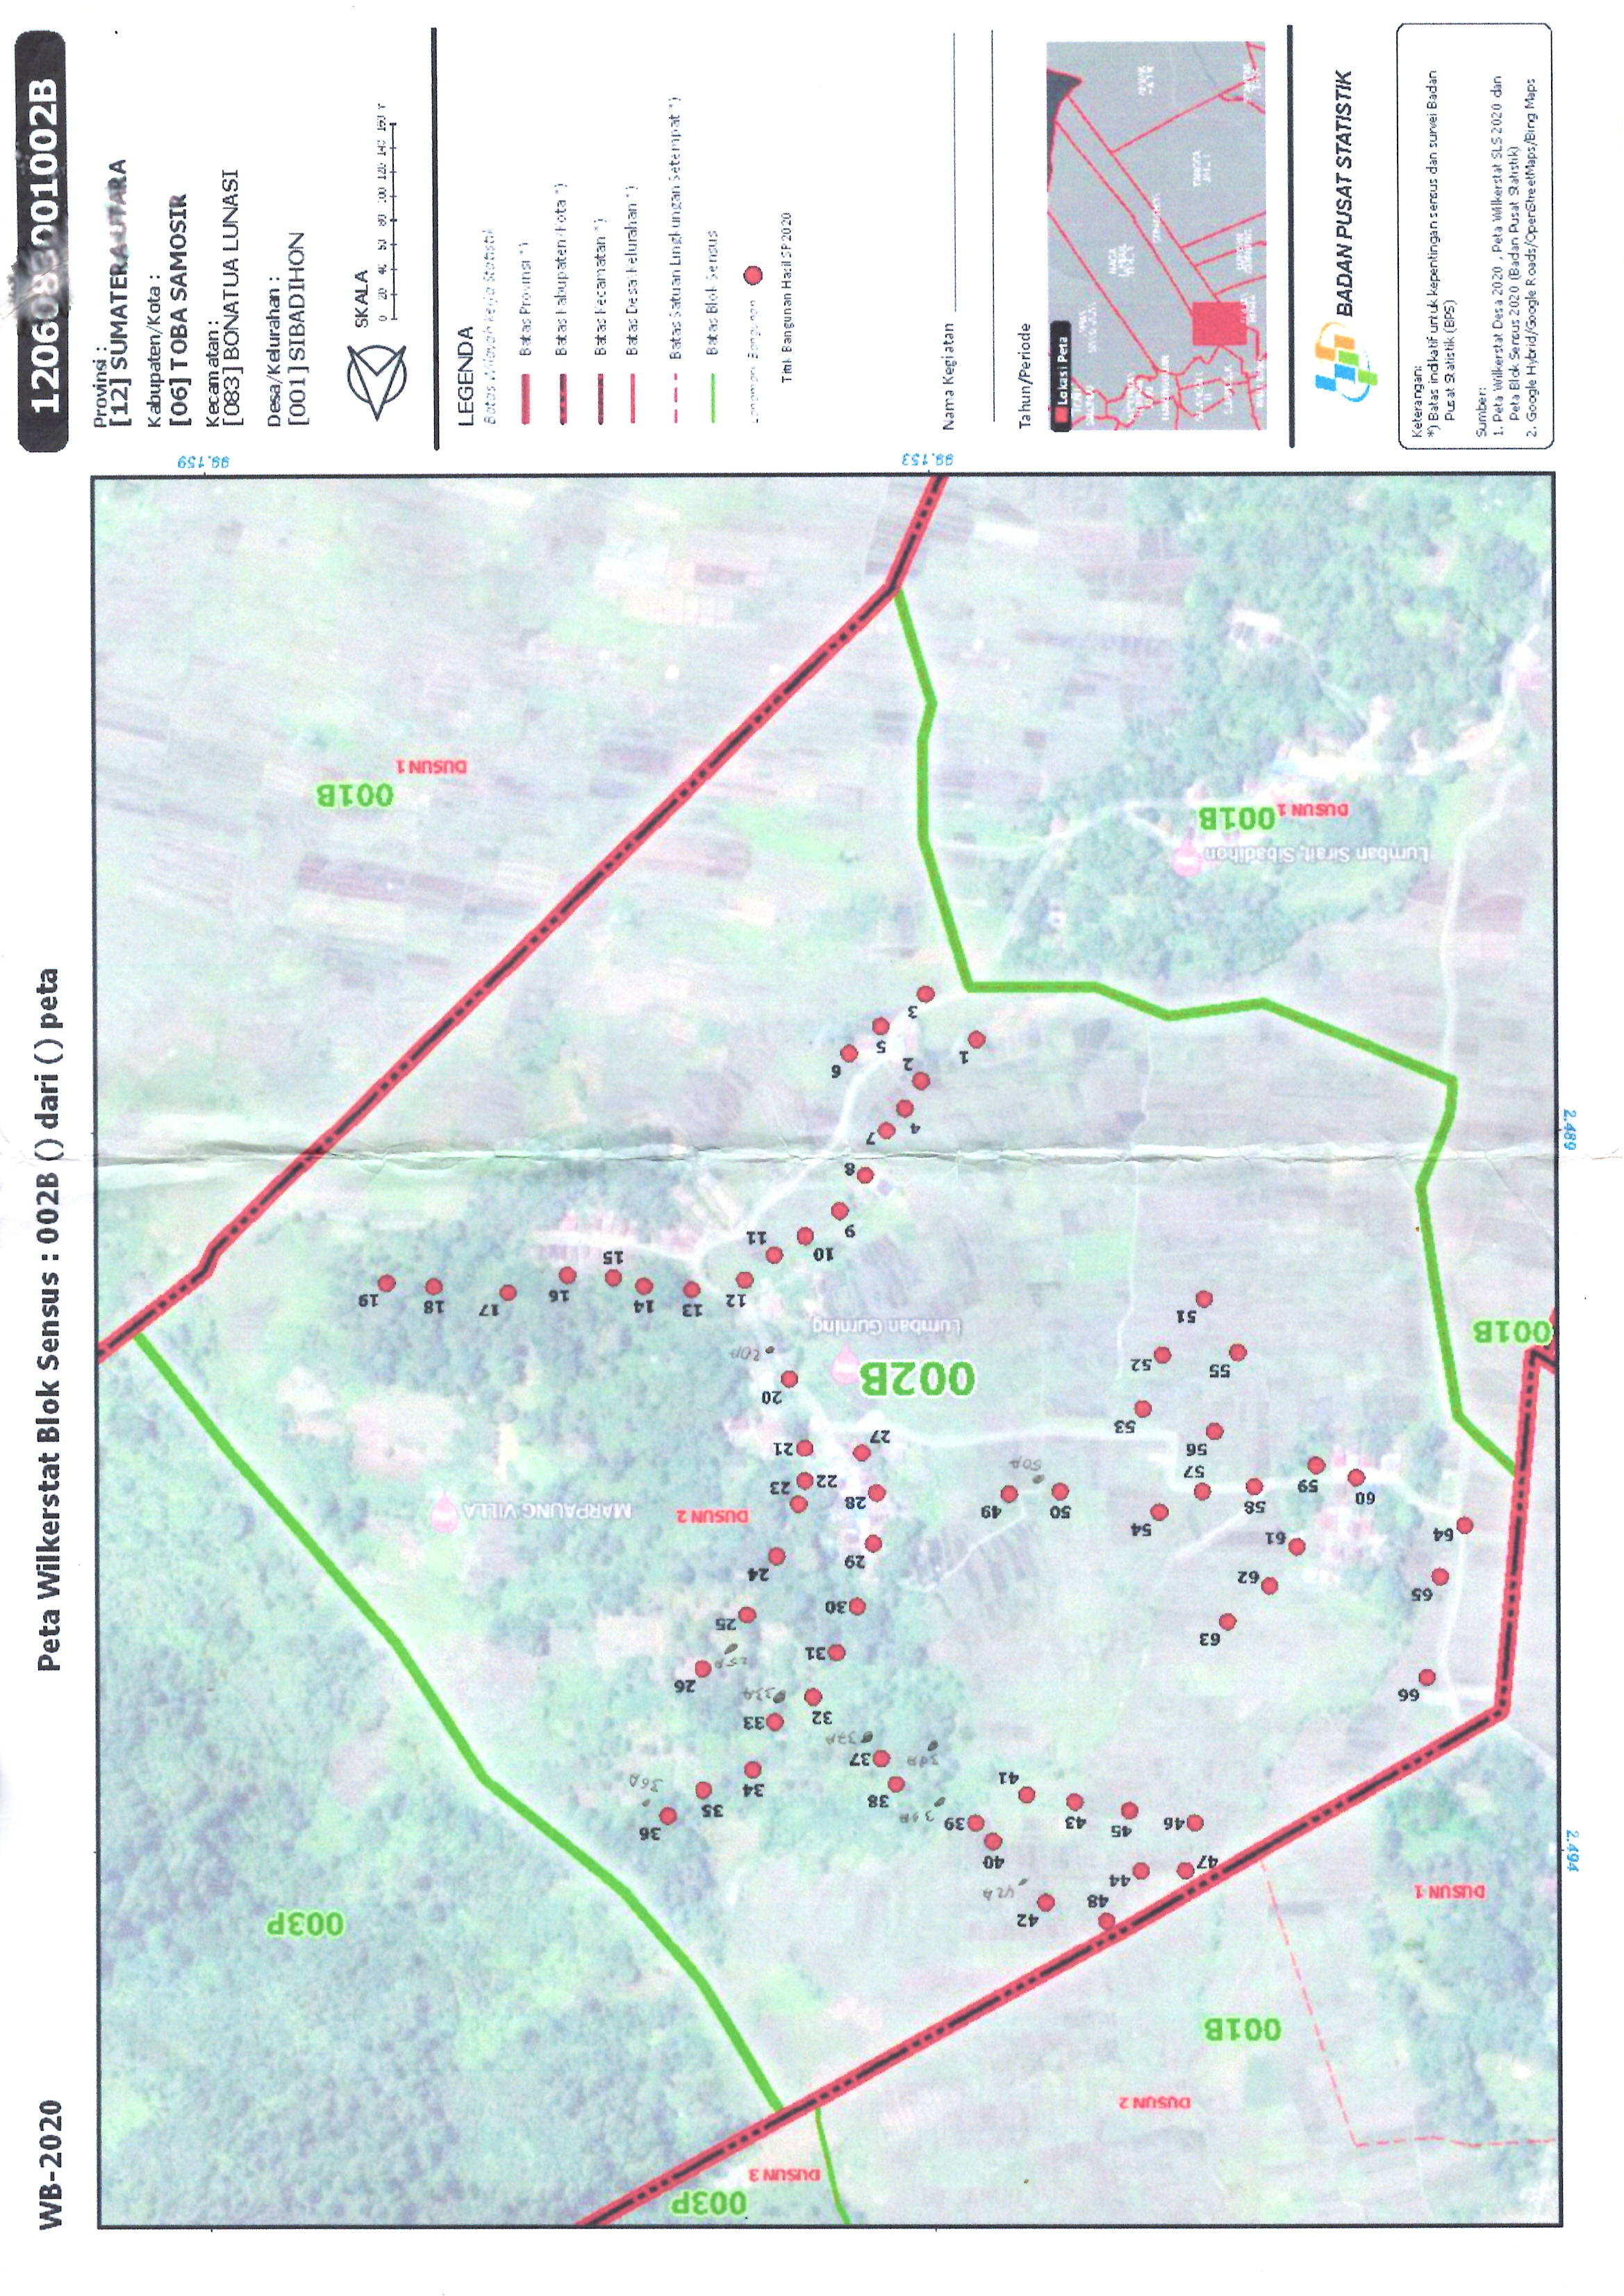 WB-2020
Peta Wilkerstat Blok Sensus : 002B () dari () peta
003P
DUSUN 3
DUSUN 2
001B
003P
DUSUN 1
2.494
42
48
42A
44
47
40
36
46
45
43
39
39A
35
38
36A
41
34
38A
37
37A
32
33
33A
66
26
25A
31
63
25
30
65
62
24
29
61
64
54
DUSUN 2
MARPAUNG VILLA
58
50
49
28
60
59
57
50A
22
23
56
27
21
53
002B
20
55
52
20A
001B
Lumban Gurning
51
12
13
14
17
18
19
16
15
10
11
9
8
2.489
4
7
2
6
1
5
3
Lumban Sirait, Sibadihon
DUSUN 1
001B
001B
DUSUN 1
99.153
99.159
002B
Provinsi :
[12] SUMATERA UTARA
Kabupaten/Kota :
[06] TOBA SAMOSIR
Kecamatan :
[083] BONATUA LUNASI
Desa/Kelurahan :
[001] SIBADIHON
SKALA
0 20 40 60 80 100 120 140 160
LEGENDA
Batas Wilayah Kerja Statistik
Batas Provinsi *)
Batas Kabupaten/Kota *)
Batas Kecamatan *)
Batas Desa/Kelurahan *)
Batas Satuan Lingkungan Setempat *)
Batas Blok Sensus
Titik Bangunan Hasil SP2020
Nama Kegiatan
Tahun/Periode
Lokasi Peta
BADAN PUSAT STATISTIK
Keterangan:
*) Batas indikatif untuk kepentingan sensus dan survei Badan
Pusat Statistik (BPS)
Sumber:
1. Peta Wilkerstat Desa 2020 , Peta Wilkerstat SLS 2020 dan
Peta Blok Sensus 2020 (Badan Pusat Statistik)
2. Google Hybrid/Google Roads/OpenStreetMaps/Bing Maps